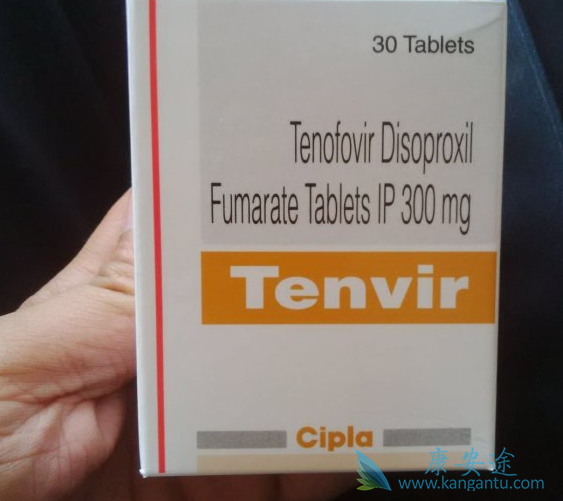 30 Tablets
Tenofovir Disoproxil
Fumarate Tablets IP 300 mg
Tenvir
Cipla
康安途
www.kangantu.com